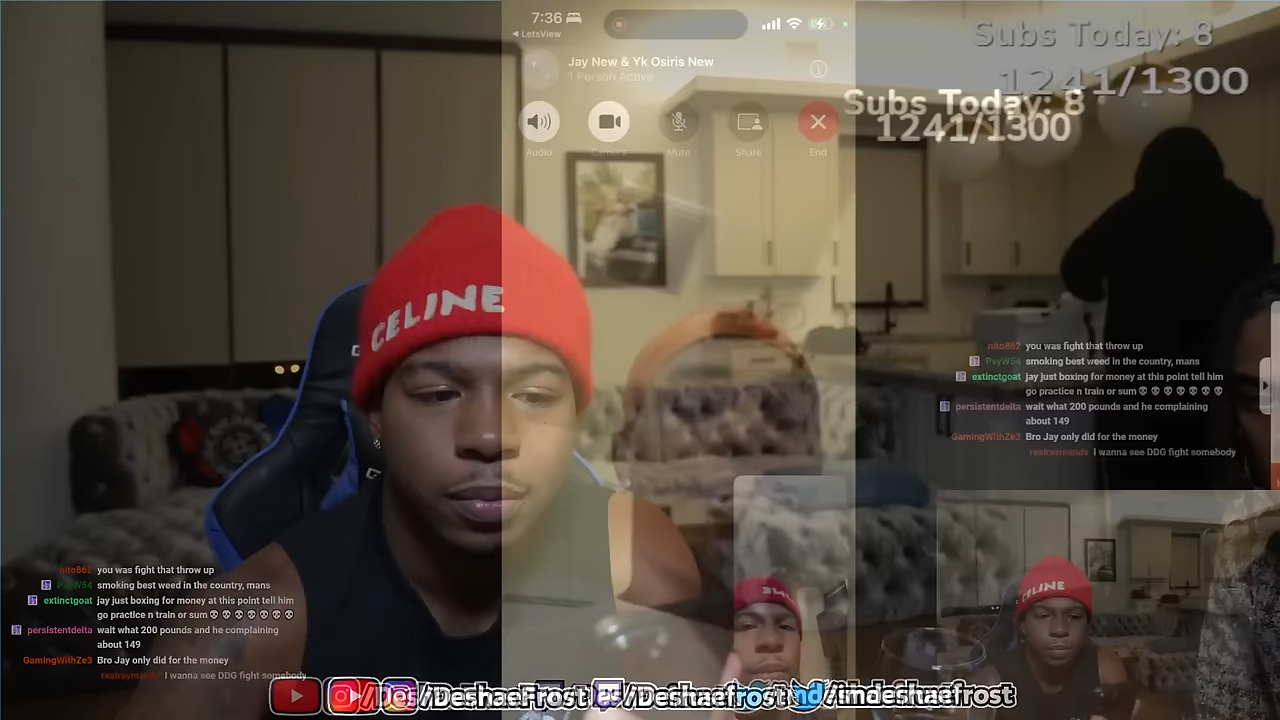 7:36
LetsView
Jay New & Yk Osiris New
1 Person Active
Audio
Camera
Mute
Share
End
Subs Today: 8
1241/1300
Subs Today: 8
1241/1300
CELINE
nito862 you was fight that throw up
PoyW54 smoking best weed in the country, mans
extinctgoat jay just boxing for money at this point tell him
go practice n train or sum 💀 💀 💀 💀 💀 💀 💀
persistentdelta wait what 200 pounds and he complaining
about 149
GamingWithZe3 Bro Jay only did for the money
I wanna see DDG fight somebody
CELINE
nito862 you was fight that throw up
smoking best weed in the country, mans
extinctgoat jay just boxing for money at this point tell him
go practice n train or sum 💀 💀 💀 💀 💀 💀 💀
persistentdelta wait what 200 pounds and he complaining
about 149
GamingWithZe3 Bro Jay only did for the money
I wanna see DDG fight somebody
/DeshaeFrost /Deshaefrost /imdeshaefrost